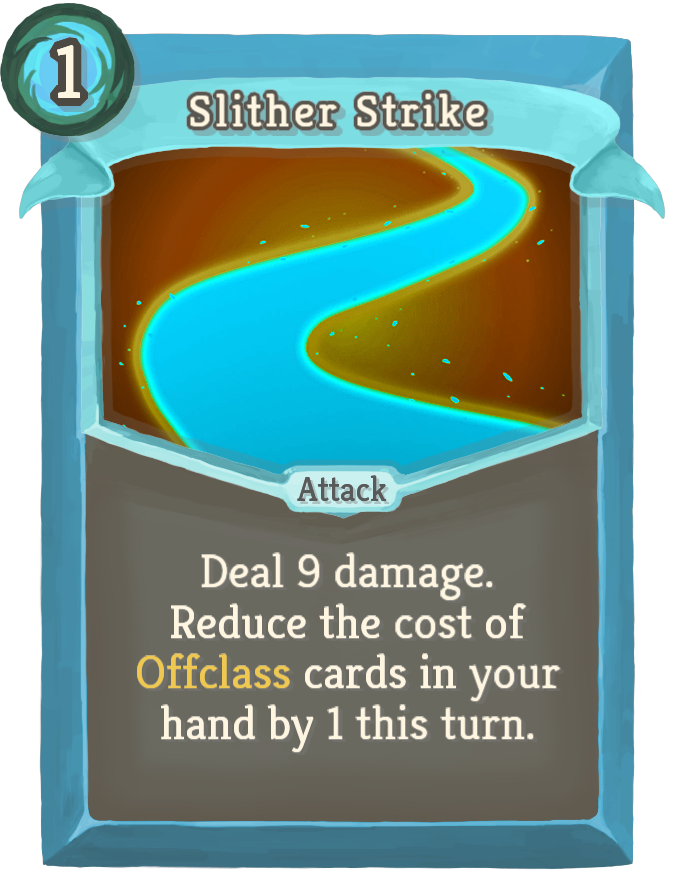 1
Slither Strike
Attack
Deal 9 damage.
Reduce the cost of
Offclass cards in your
hand by 1 this turn.